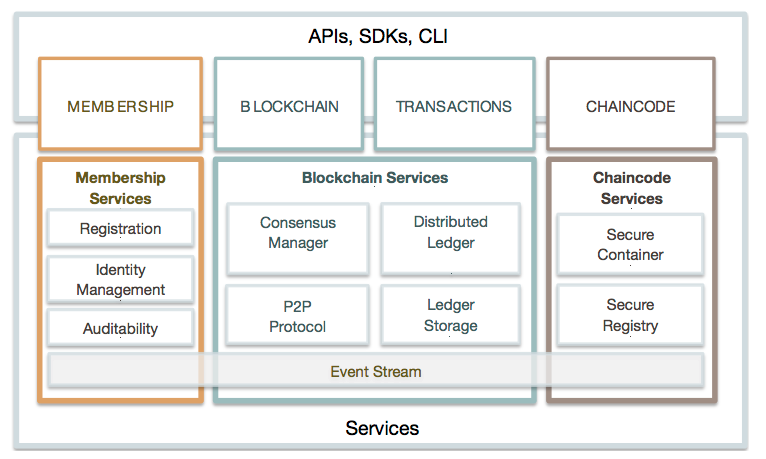 APIs, SDKs, CLI
MEMBERSHIP
BLOCKCHAIN
TRANSACTIONS
CHAINCODE
Membership
Services
Registration
Identity
Management
Auditability
Blockchain Services
Consensus
Manager
Distributed
Ledger
P2P
Protocol
Ledger
Storage
Chaincode
Services
Secure
Container
Secure
Registry
Event Stream
Services